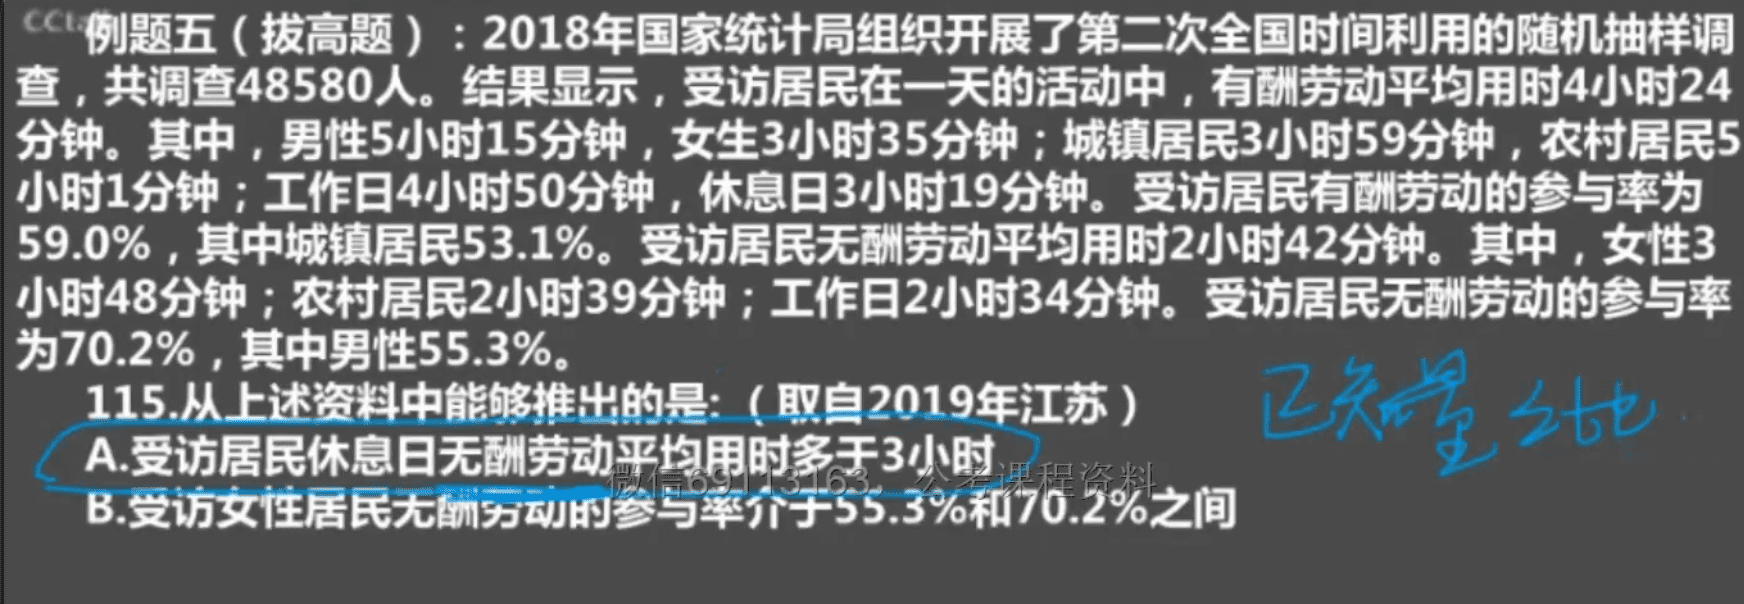 例题五（拔高题）：2018年国家统计局组织开展了第二次全国时间利用的随机抽样调
查，共调查48580人。结果显示，受访居民在一天的活动中，有酬劳动平均用时4小时24
分钟。其中，男性5小时15分钟，女生3小时35分钟；城镇居民3小时59分钟，农村居民5
小时1分钟；工作日4小时50分钟，休息日3小时19分钟。受访居民有酬劳动的参与率为
59.0%，其中城镇居民53.1%。受访居民无酬劳动平均用时2小时42分钟。其中，女性3
小时48分钟；农村居民2小时39分钟；工作日2小时34分钟。受访居民无酬劳动的参与率
为70.2%，其中男性55.3%。
115.从上述资料中能够推出的是:（取自2019年江苏）
已知量
A.受访居民休息日无酬劳动平均用时多于3小时
微信69113163，公考课程资料
B.受访女性居民无酬劳动的参与率介于55.3%和70.2%之间